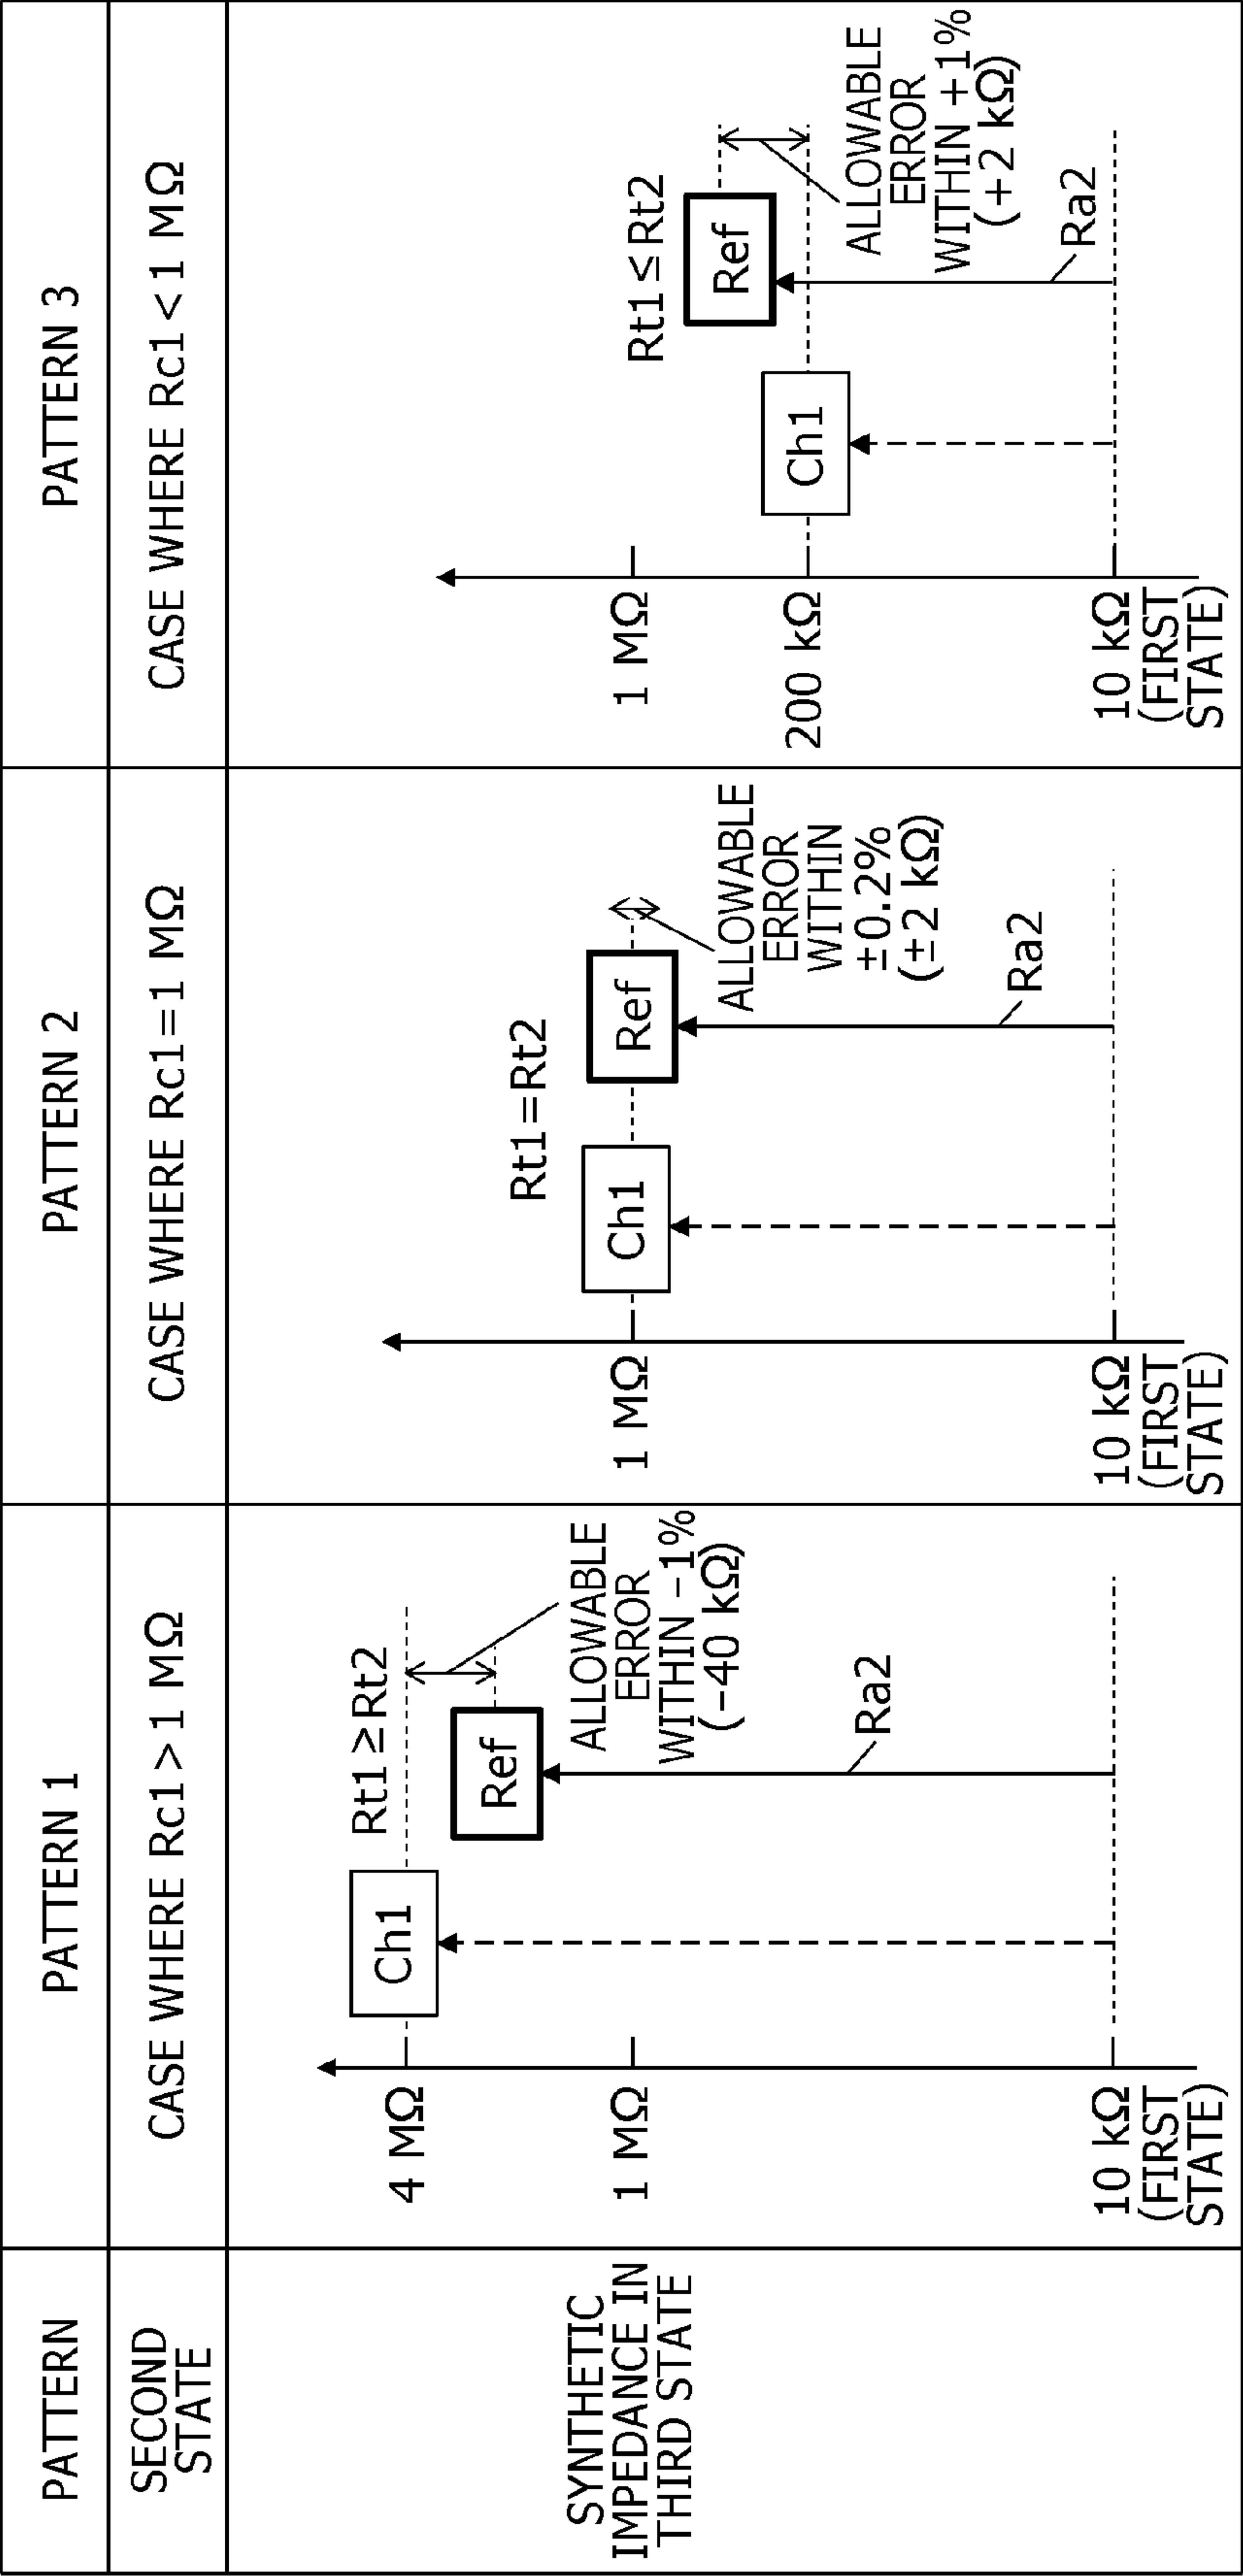 PATTERN
PATTERN 1
PATTERN 2
PATTERN 3
SECOND
STATE
CASE WHERE Rc1>1 MΩ
CASE WHERE Rc1=1 MΩ
CASE WHERE Rc1<1 MΩ
SYNTHETIC
IMPEDANCE IN
THIRD STATE
4 MΩ
1 MΩ
10 kΩ
(FIRST
STATE)
Ch1
Rt1≥Rt2
Ref
ALLOWABLE
ERROR
WITHIN −1%
(−40 kΩ)
Ra2
1 MΩ
10 kΩ
(FIRST
STATE)
Ch1
Rt1=Rt2
Ref
ALLOWABLE
ERROR
WITHIN
±0.2%
(±2 kΩ)
Ra2
1 MΩ
200 kΩ
10 kΩ
(FIRST
STATE)
Ch1
Rt1≤Rt2
Ref
ALLOWABLE
ERROR
WITHIN +1%
(+2 kΩ)
Ra2